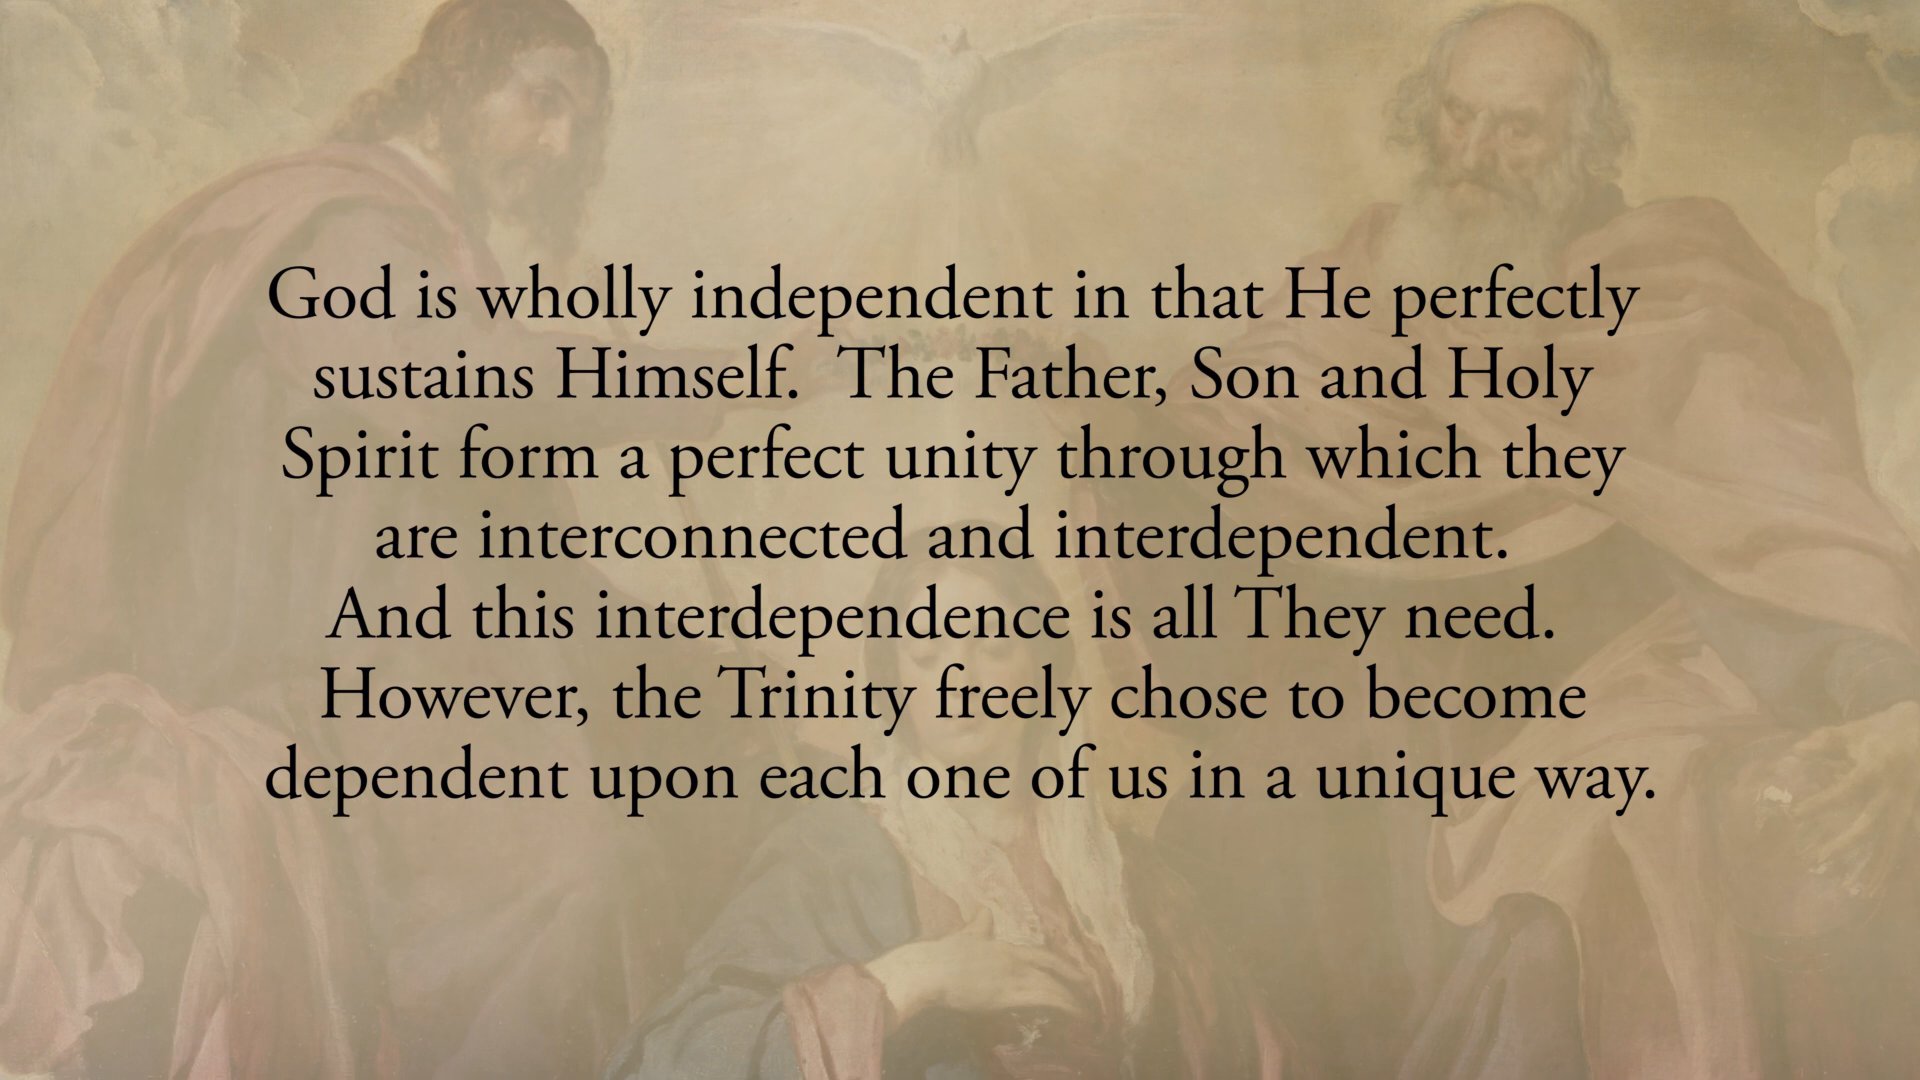 God is wholly independent in that He perfectly
sustains Himself.  The Father, Son and Holy
Spirit form a perfect unity through which they
are interconnected and interdependent.
And this interdependence is all They need.
However, the Trinity freely chose to become
dependent upon each one of us in a unique way.